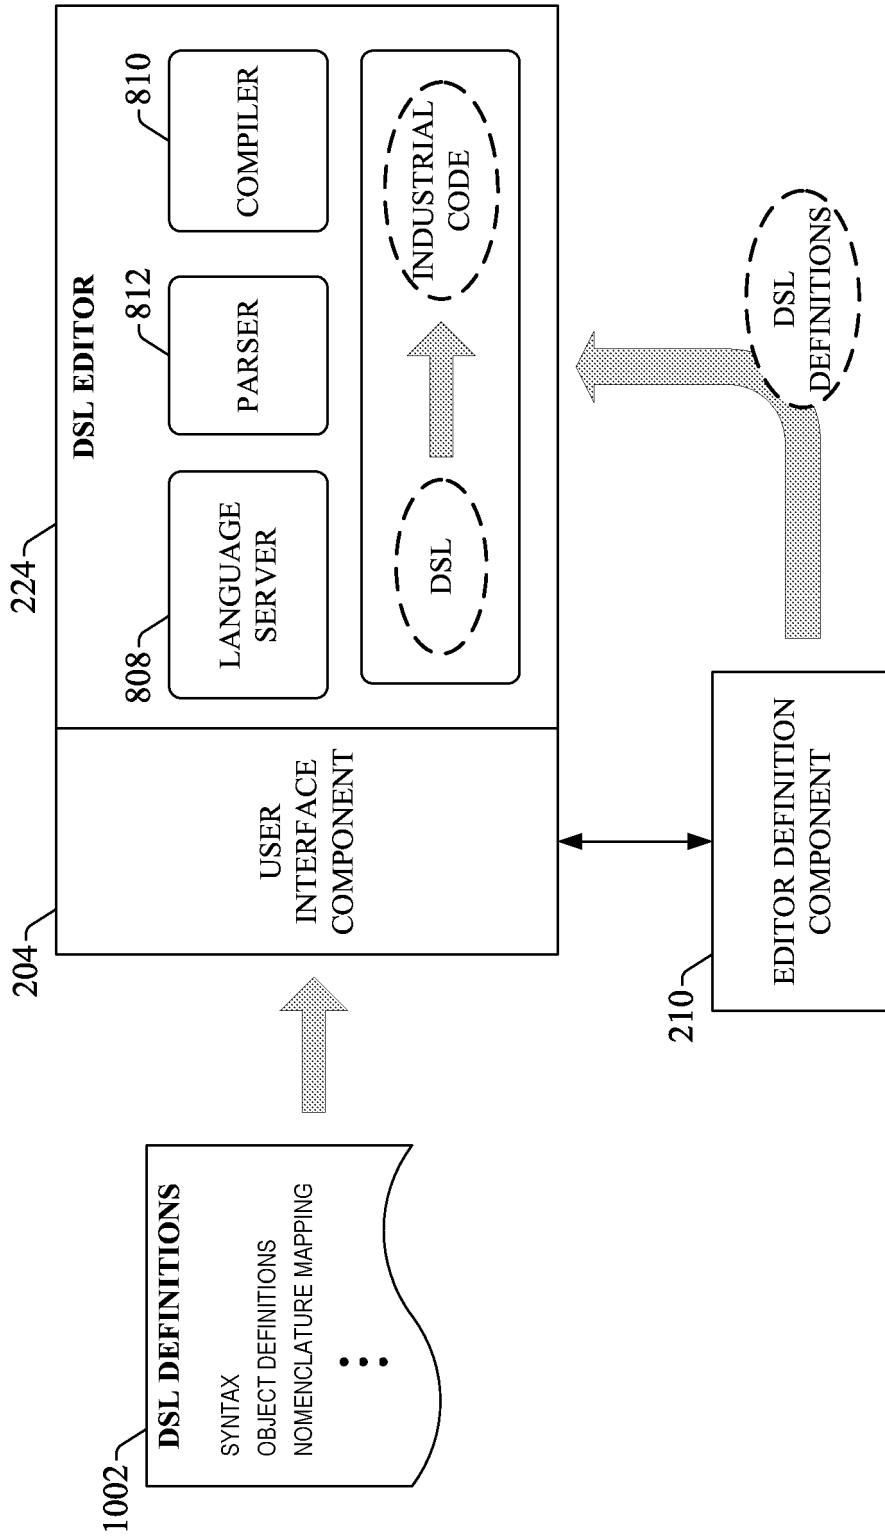 1002
DSL DEFINITIONS
SYNTAX
OBJECT DEFINITIONS
NOMENCLATURE MAPPING
204
USER
INTERFACE
COMPONENT
224
DSL EDITOR
808
LANGUAGE
SERVER
812
PARSER
810
COMPILER
DSL
INDUSTRIAL
CODE
210
EDITOR DEFINITION
COMPONENT
DSL
DEFINITIONS